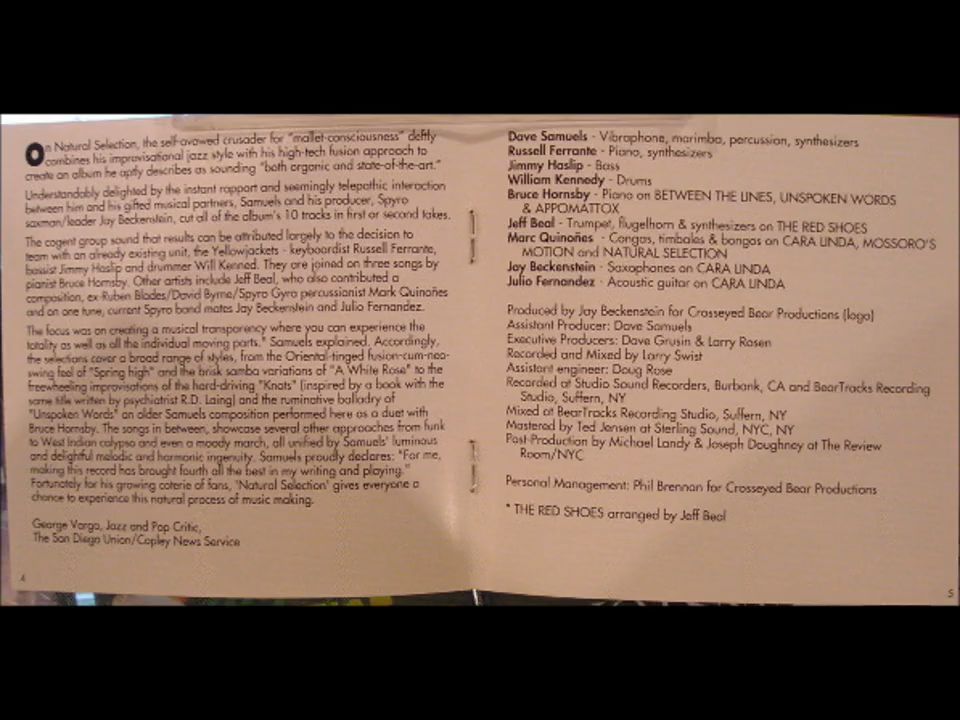 On Natural Selection, the self-avowed crusader for "mallet-consciousness" deftly
combines his improvisational jazz style with his high-tech fusion approach to
create an album he aptly describes as sounding "both organic and state-of-the-art."
Understandably delighted by the instant rapport and seemingly telepathic interaction
between him and his gifted musical partners, Samuels and his producer, Spyro
saxman/leader Jay Beckenstein, cut all of the album's 10 tracks in first or second takes.
The cogent group sound that results can be attributed largely to the decision to
team with an already existing unit, the Yellowjackets - keyboardist Russell Ferrante,
bassist Jimmy Haslip and drummer Will Kenned. They are joined on three songs by
pianist Bruce Hornsby. Other artists include Jeff Beal, who also contributed a
composition, ex-Ruben Blades/David Byrne/Spyro Gyra percussionist Mark Quinoñes
and on one tune, current Spyro band mates Jay Beckenstein and Julio Fernandez.
The focus was on creating a musical transparency where you can experience the
totality as well as all the individual moving parts." Samuels explained. Accordingly,
the selections cover a broad range of styles, from the Oriental-tinged fusion-cum-neo-
swing feel of "Spring high" and the brisk samba variations of "A White Rose" to the
freewheeling improvisations of the hard-driving "Knots" (inspired by a book with the
same title written by psychiatrist R.D. Laing) and the ruminative balladry of
"Unspoken Words" an older Samuels composition performed here as a duet with
Bruce Hornsby. The songs in between, showcase several other approaches from funk
to West Indian calypso and even a moody march, all unified by Samuels' luminous
and delightful melodic and harmonic ingenuity. Samuels proudly declares: "For me,
making this record has brought fourth all the best in my writing and playing."
Fortunately for his growing coterie of fans, 'Natural Selection' gives everyone a
chance to experience this natural process of music making.
George Varga, Jazz and Pop Critic,
The San Diego Union/Copley News Service
4
Dave Samuels - Vibraphone, marimba, percussion, synthesizers
Russell Ferrante - Piano, synthesizers
Jimmy Haslip - Bass
William Kennedy - Drums
Bruce Hornsby - Piano on BETWEEN THE LINES, UNSPOKEN WORDS
& APPOMATTOX
Jeff Beal - Trumpet, flugelhorn & synthesizers on THE RED SHOES
Marc Quinoñes - Congas, timbales & bongos on CARA LINDA, MOSSORO'S
MOTION and NATURAL SELECTION
Jay Beckenstein - Saxophones on CARA LINDA
Julio Fernandez - Acoustic guitar on CARA LINDA
Produced by Jay Beckenstein for Crosseyed Bear Productions (logo)
Assistant Producer: Dave Samuels
Executive Producers: Dave Grusin & Larry Rosen
Recorded and Mixed by Larry Swist
Assistant engineer: Doug Rose
Recorded at Studio Sound Recorders, Burbank, CA and BearTracks Recording
Studio, Suffern, NY
Mixed at BearTracks Recording Studio, Suffern, NY
Mastered by Ted Jensen at Sterling Sound, NYC, NY
Post-Production by Michael Landy & Joseph Doughney at The Review
Room/NYC
Personal Management: Phil Brennan for Crosseyed Bear Productions
* THE RED SHOES arranged by Jeff Beal
5